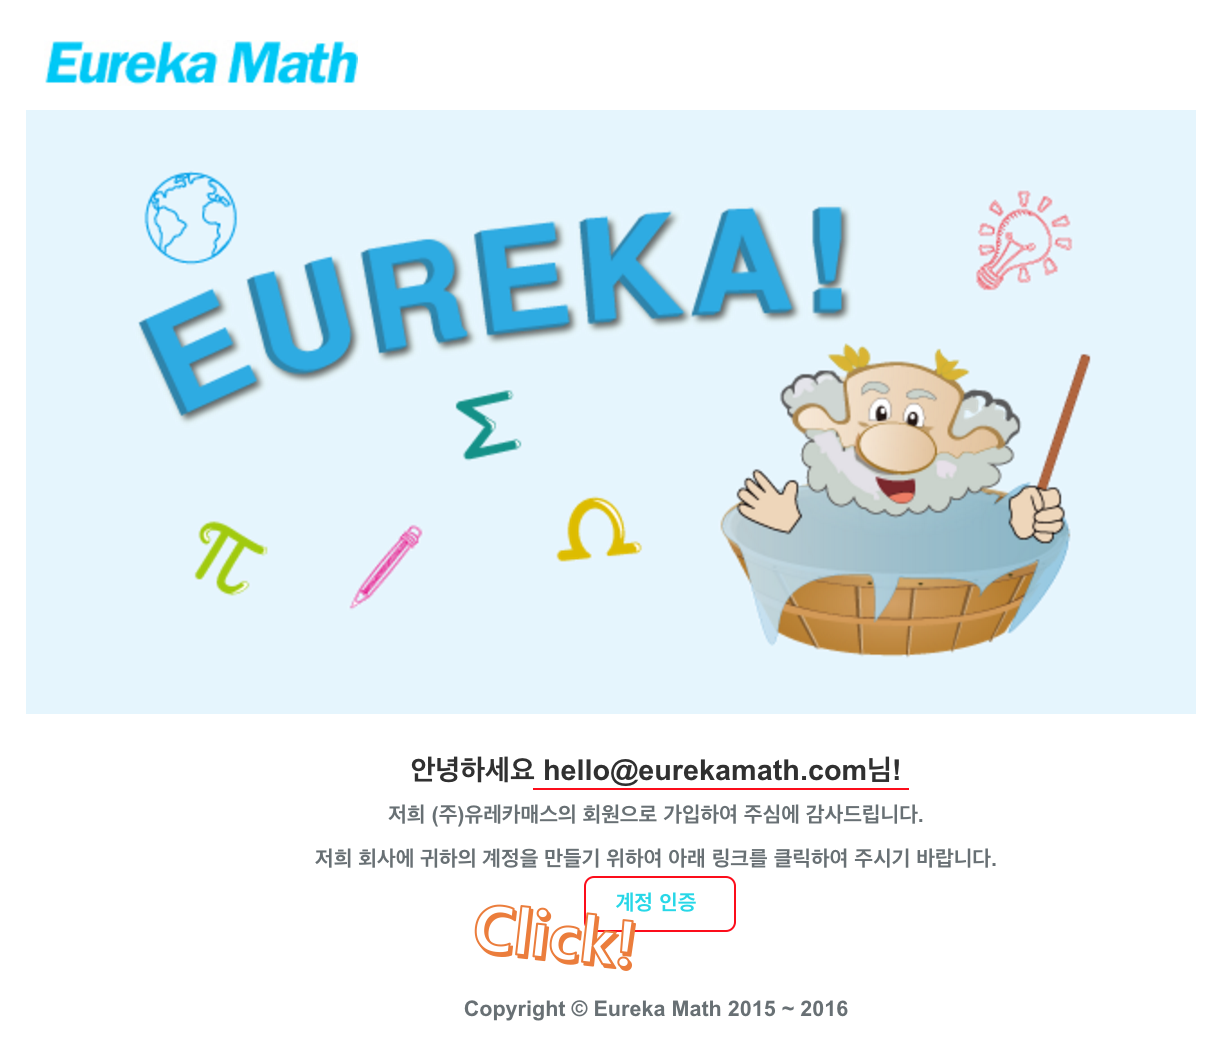 Eureka Math
EUREKA!
Σ
π
Ω
안녕하세요 hello@eurekamath.com님!
저희 (주)유레카매스의 회원으로 가입하여 주심에 감사드립니다.
저희 회사에 귀하의 계정을 만들기 위하여 아래 링크를 클릭하여 주시기 바랍니다.
계정 인증
Click!
Copyright © Eureka Math 2015 ~ 2016